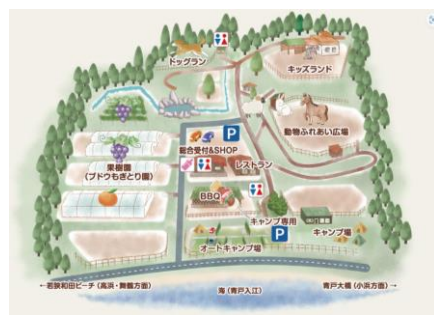 ドッグラン
キッズランド
動物ふれあい広場
総合受付&SHOP
P
レストラン
果樹園
(ブドウもぎとり園)
BBQ
キャンプ専用
P
キャンプ場
オートキャンプ場
←若狭和田ビーチ(高浜・舞鶴方面)
海(青戸入江)
青戸大橋(小浜方面)→